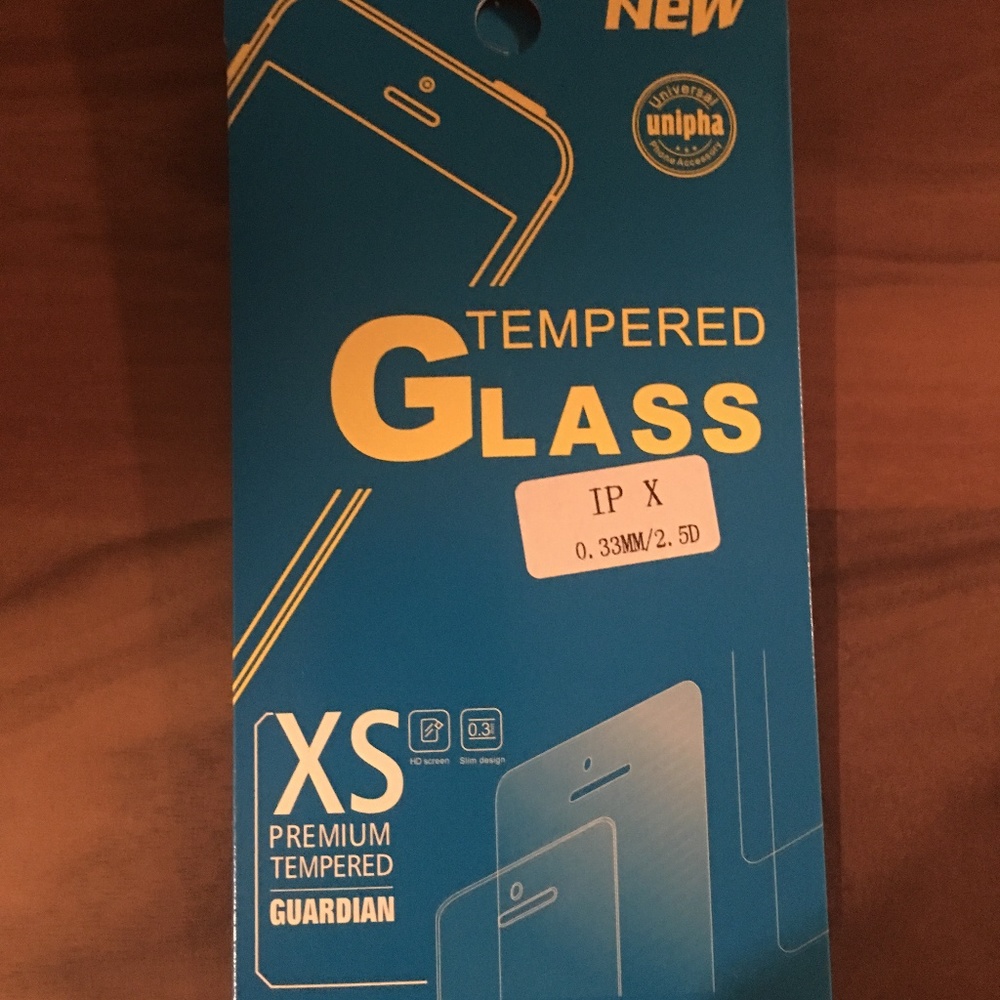 New
Universal
unipha
Phone Accessory
TEMPERED
GLASS
IP X
0.33MM/2.5D
XS
0.3
HD screen
Slim design
PREMIUM
TEMPERED
GUARDIAN